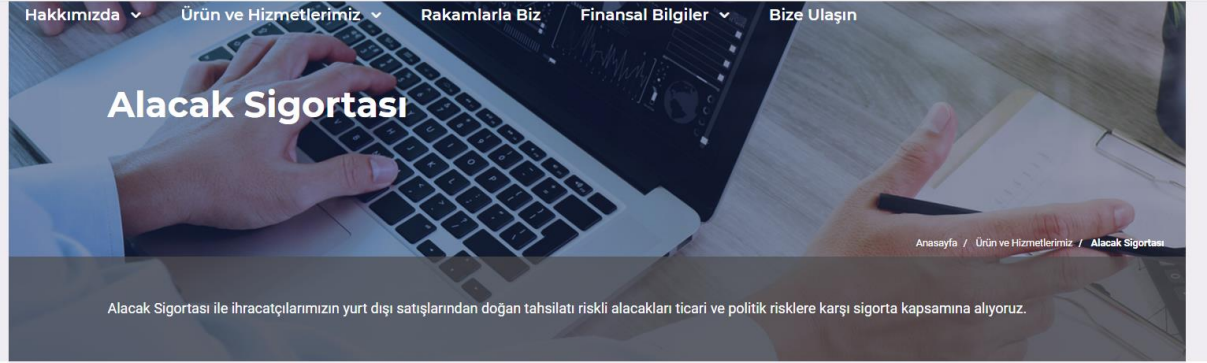 Hakkımızda Ürün ve Hizmetlerimiz Rakamlarla Biz Finansal Bilgiler Bize Ulaşın
Alacak Sigortası
Anasayfa / Ürün ve Hizmetlerimiz / Alacak Sigortası
Alacak Sigortası ile ihracatçılarımızın yurt dışı satışlarından doğan tahsilatı riskli alacakları ticari ve politik risklere karşı sigorta kapsamına alıyoruz.